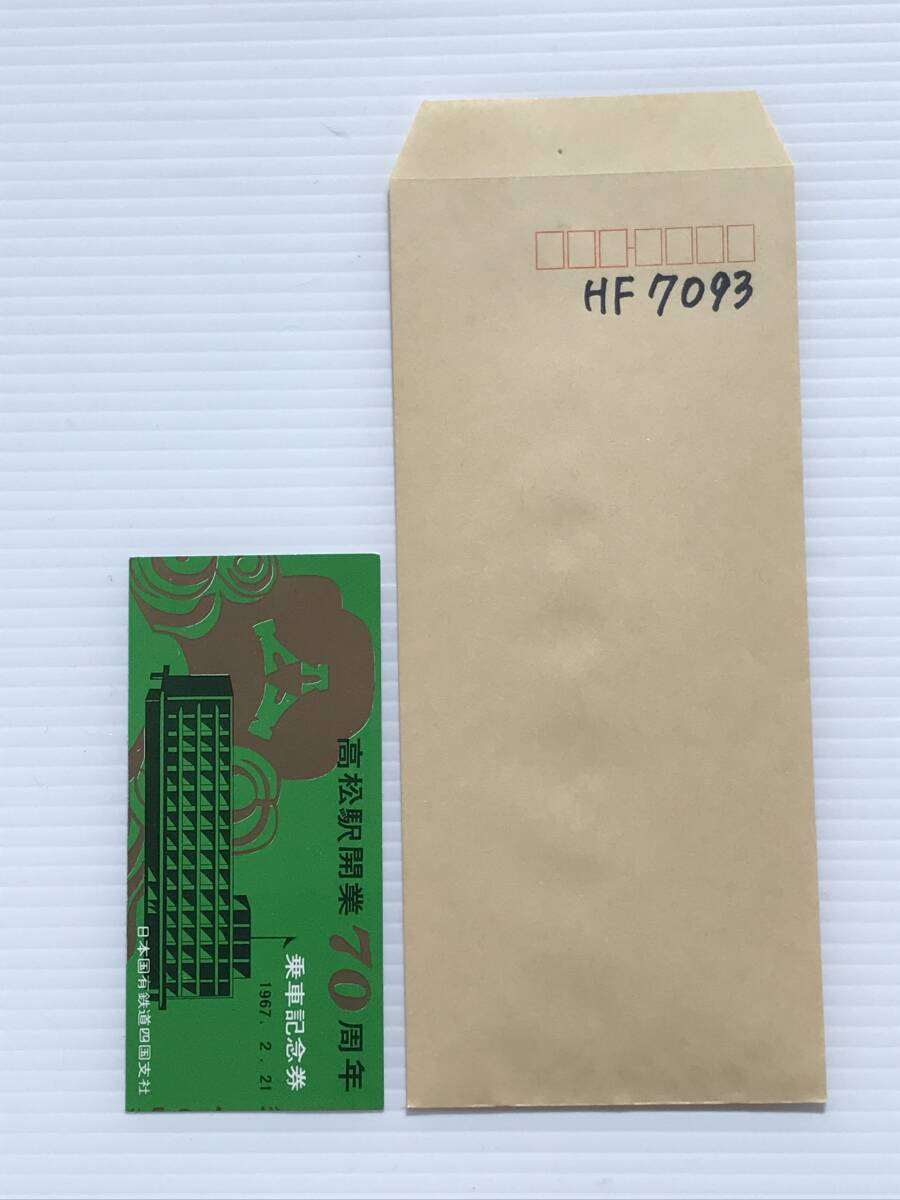 HF 7093
高松駅開業70周年
乗車記念券
1967. 2. 21
日本国有鉄道四国支社